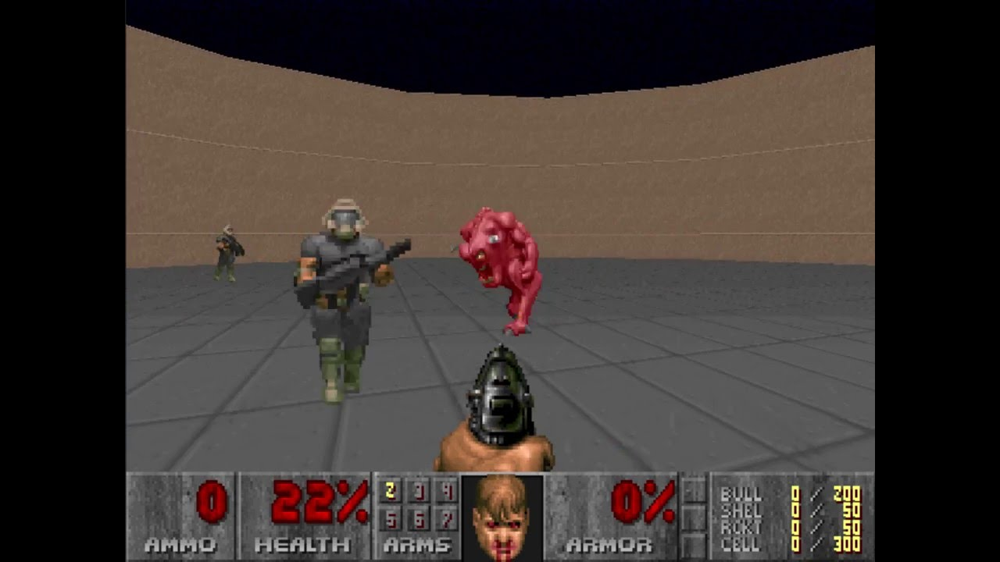 0 22% 2 3 4 0% BULL 0 / 200
5 6 7 SHEL 0 / 50
RCKT 0 / 50
AMMO HEALTH ARMS ARMOR CELL 0 / 300